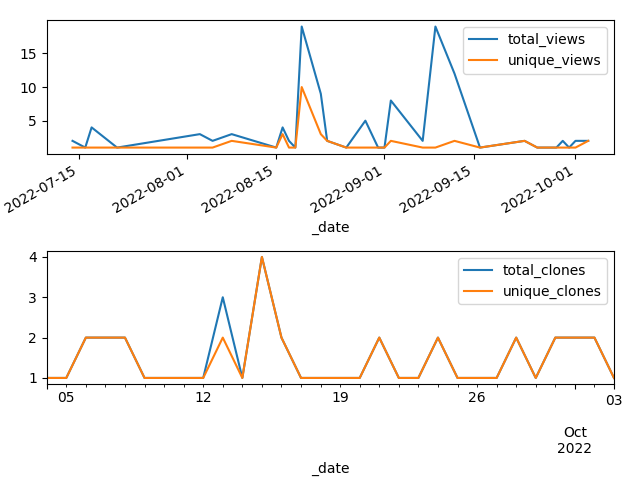 total_views
unique_views
15
10
5
2022-07-15
2022-08-01
2022-08-15
2022-09-01
2022-09-15
2022-10-01
_date
total_clones
unique_clones
4
3
2
1
05
12
19
26
03
Oct
2022
_date